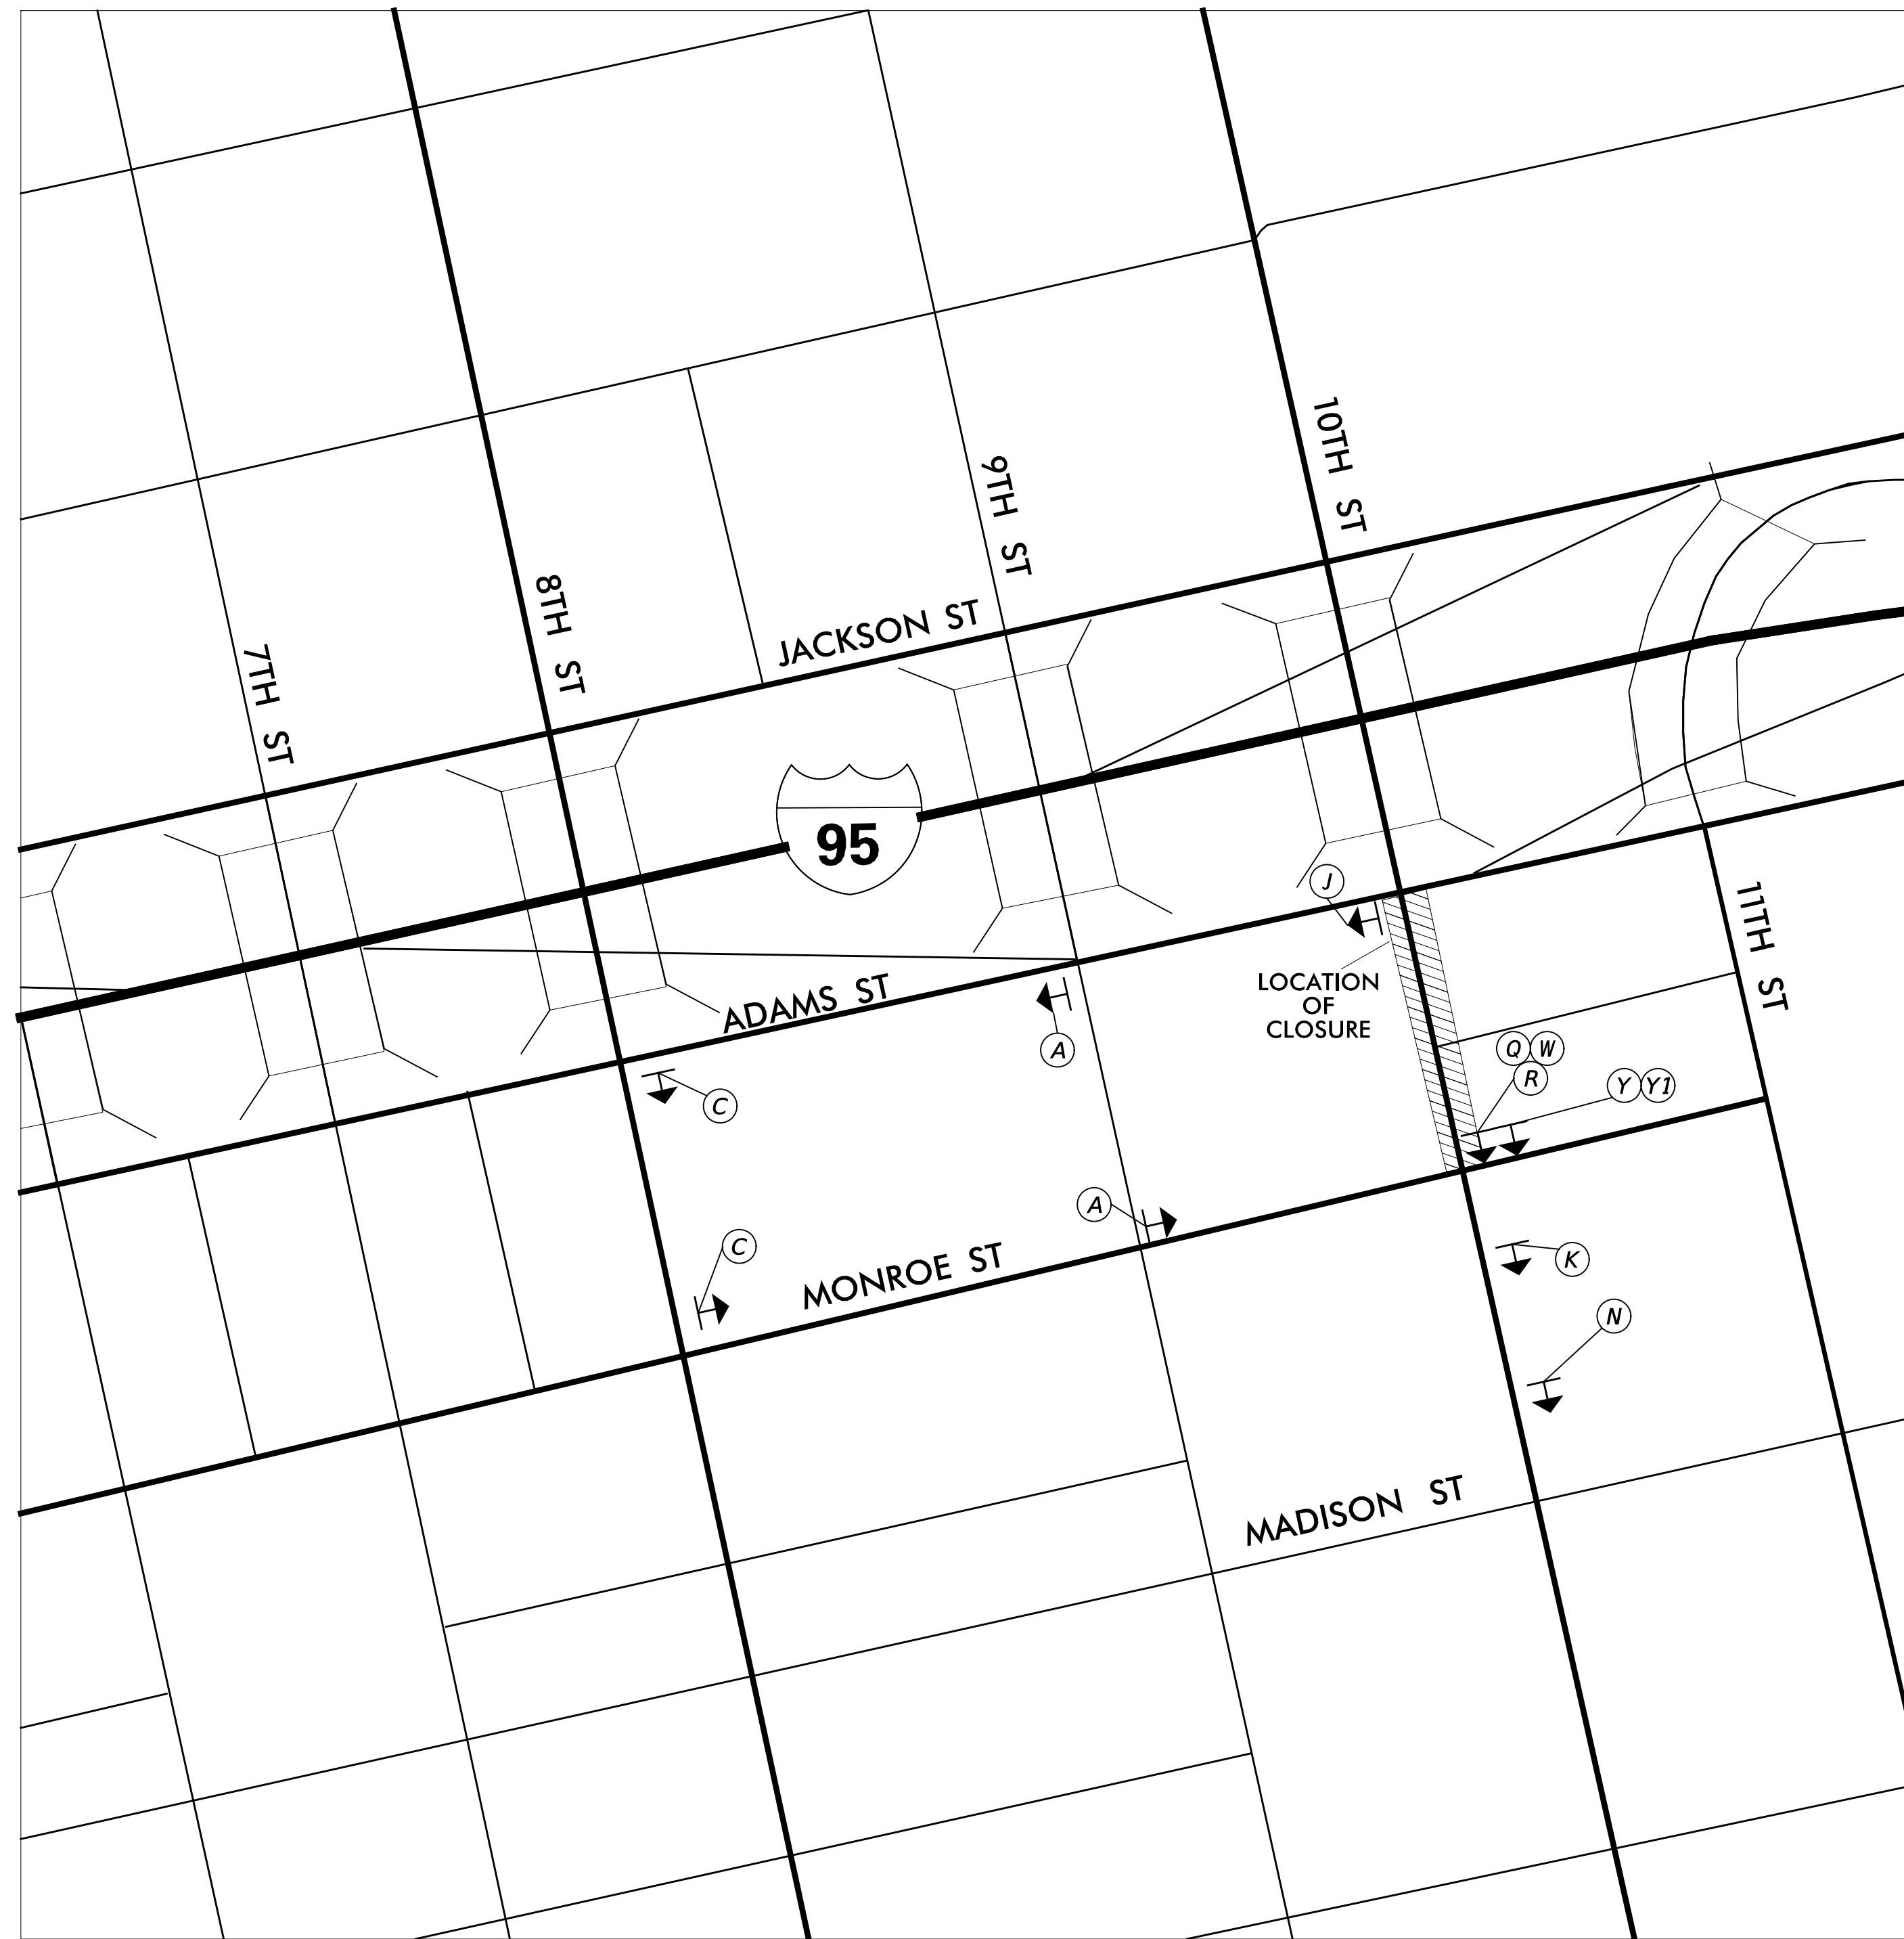 10TH ST
9TH ST
8TH ST
JACKSON ST
7TH ST
95
J
11TH ST
LOCATION
OF
CLOSURE
ADAMS ST
A
Q W
R
Y Y1
C
A
C
MONROE ST
K
N
MADISON ST